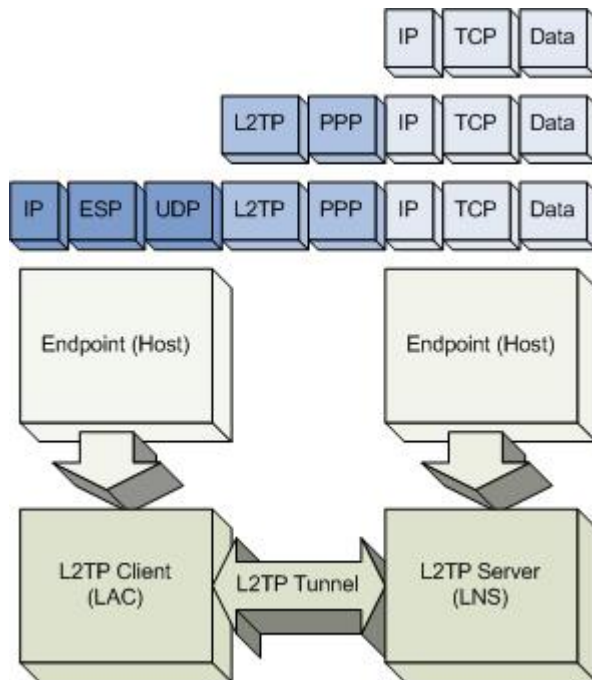 IP TCP Data
L2TP PPP IP TCP Data
IP ESP UDP L2TP PPP IP TCP Data
Endpoint (Host)
Endpoint (Host)
L2TP Client
(LAC)
L2TP Tunnel
L2TP Server
(LNS)